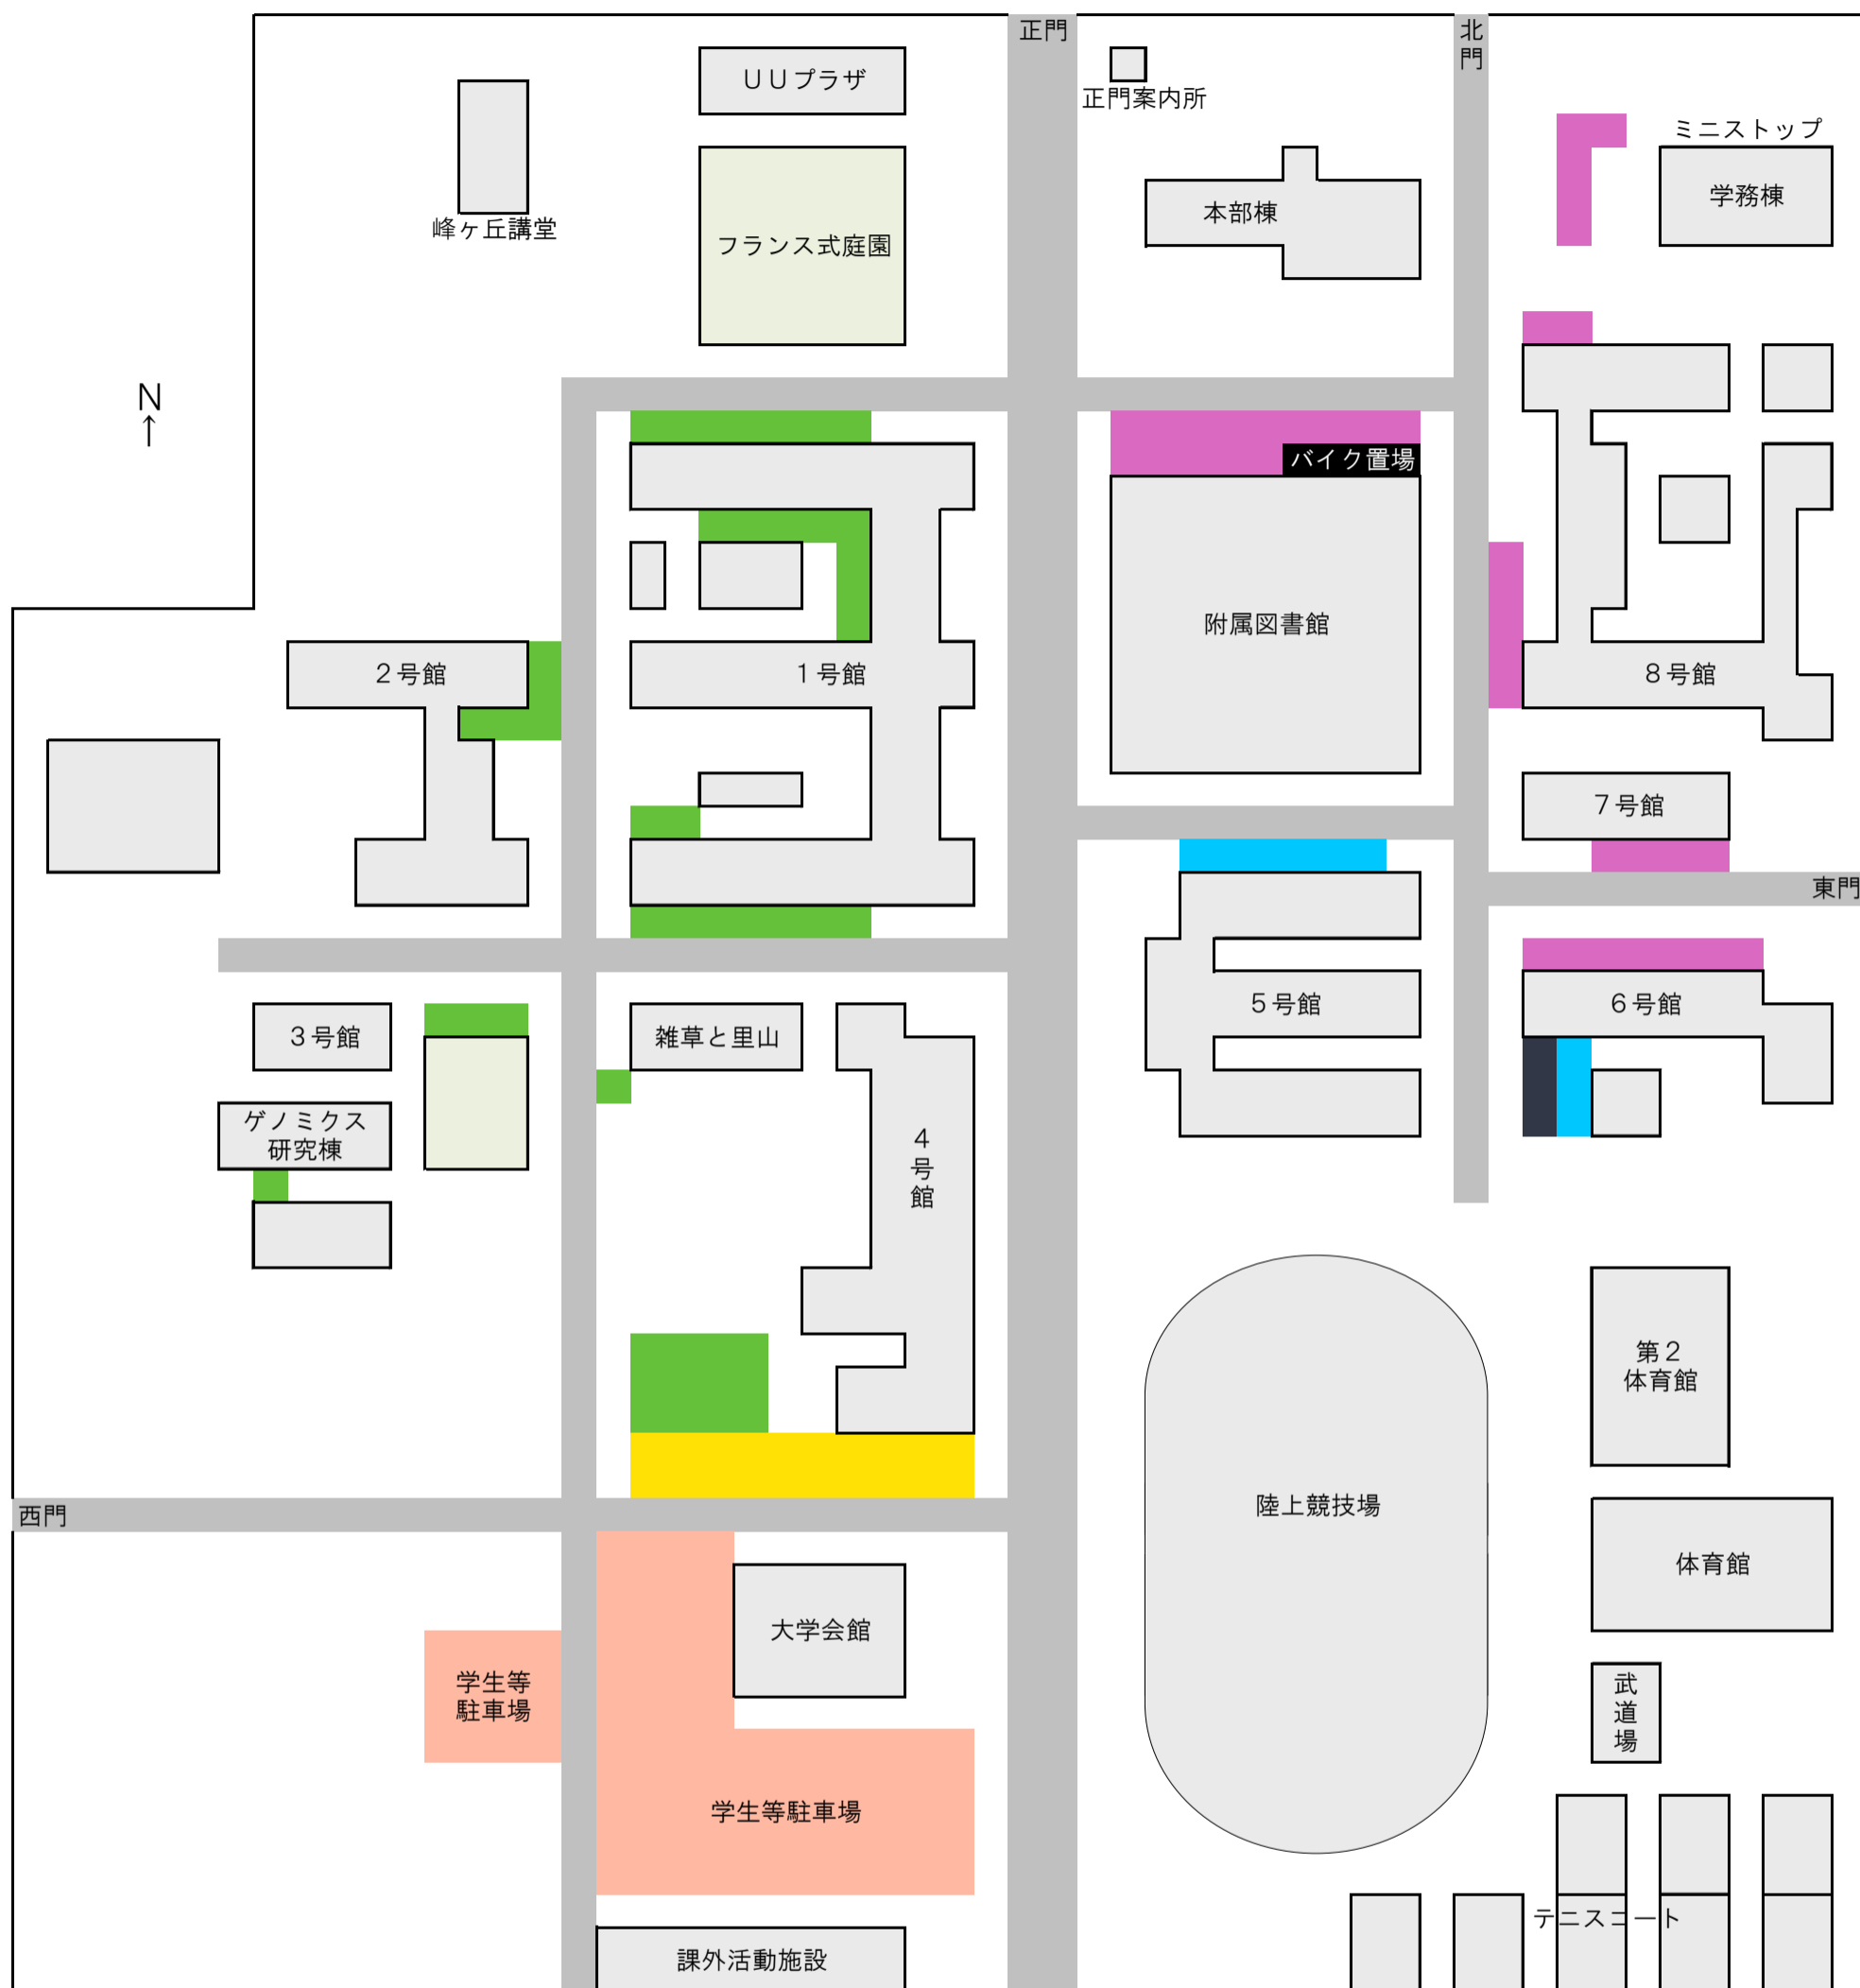 正門
北
門
UUプラザ
正門案内所
ミニストップ
学務棟
本部棟
峰ヶ丘講堂
フランス式庭園
N
↑
バイク置場
附属図書館
2号館
1号館
8号館
7号館
東門
3号館
雑草と里山
5号館
6号館
ゲノミクス
研究棟
4
号
館
第2
体育館
陸上競技場
西門
体育館
大学会館
学生等
駐車場
武
道
場
学生等駐車場
テニスコート
課外活動施設